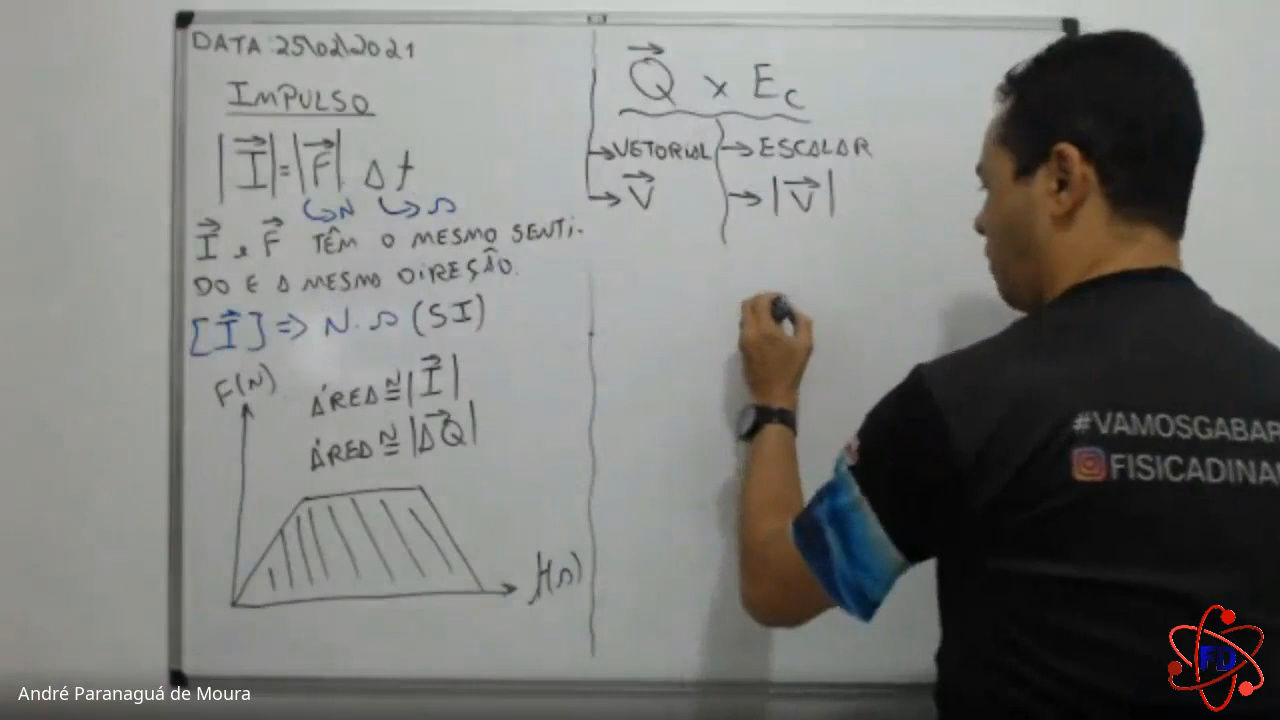 DATA: 25\02\2021
IMPULSO
|I⃗| = |F⃗| Δt
↳N ↳s
I⃗ e F⃗ TÊM O MESMO SENTI-
DO E A MESMA DIREÇÃO.
[I⃗] => N.s (SI)
F(N)
ÁREA ≅ᴺ |I⃗|
ÁREA ≅ᴺ |ΔQ⃗|
t(s)
Q⃗ x Ec
→VETORIAL →ESCALAR
→V⃗ →|V⃗|
#VAMOSGABAR
FISICADINA
FD
André Paranaguá de Moura